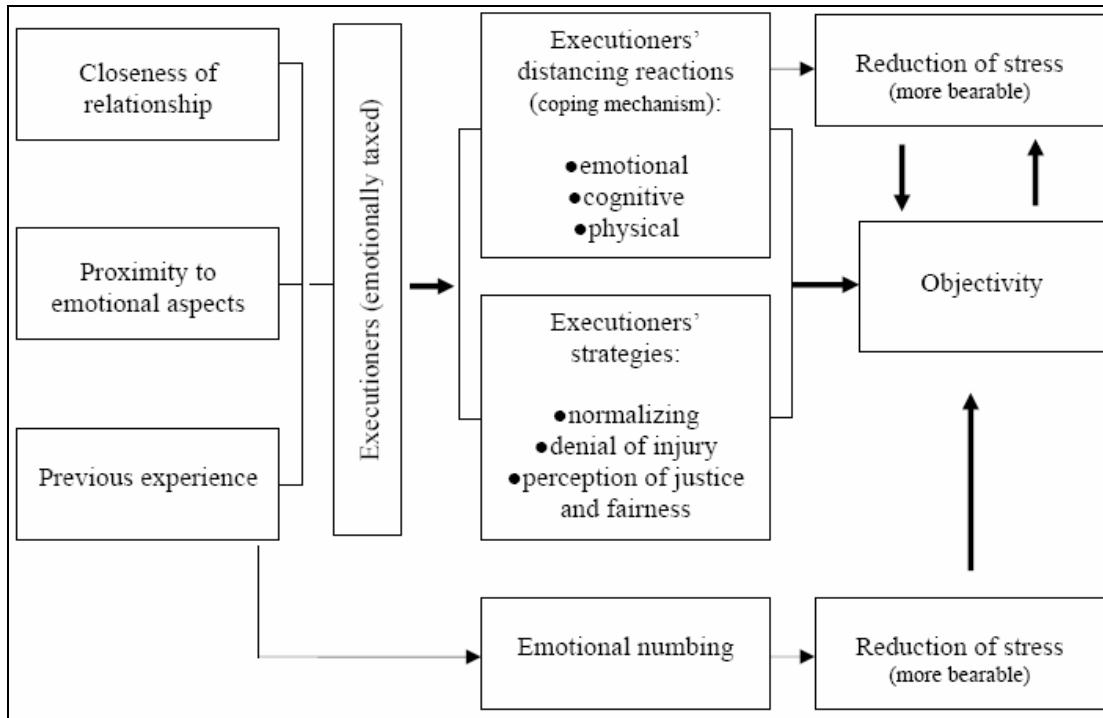 Closeness of
relationship
Proximity to
emotional aspects
Previous experience
Executioners (emotionally taxed)
Executioners’
distancing reactions
(coping mechanism):
●emotional
●cognitive
●physical
Executioners’
strategies:
●normalizing
●denial of injury
●perception of justice
and fairness
Emotional numbing
Reduction of stress
(more bearable)
Objectivity
Reduction of stress
(more bearable)